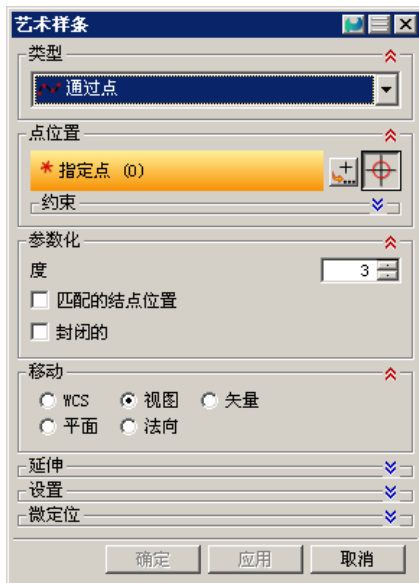 艺术样条
类型
通过点
点位置
* 指定点 (0)
约束
参数化
度 3
匹配的结点位置
封闭的
移动
WCS 视图 矢量
平面 法向
延伸
设置
微定位
确定 应用 取消